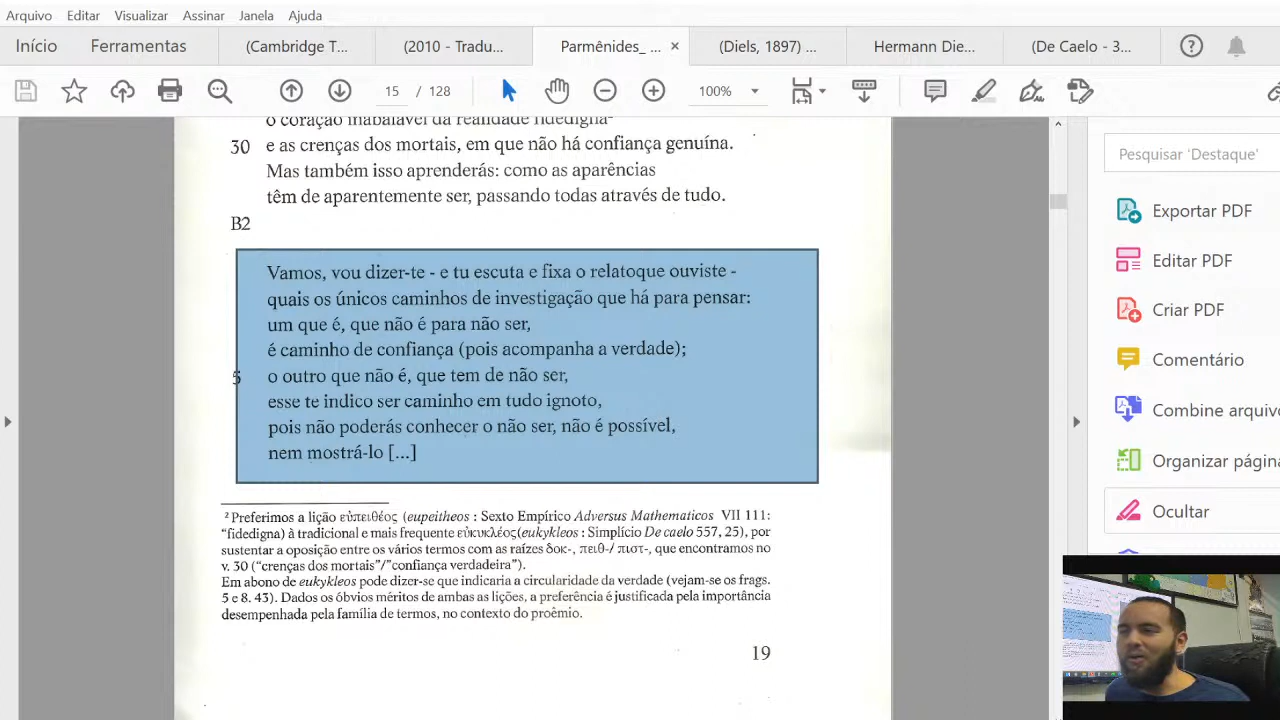 Arquivo Editar Visualizar Assinar Janela Ajuda
Início Ferramentas (Cambridge T... (2010 - Tradu... Parmênides_ ... × (Diels, 1897) ... Hermann Die... (De Caelo - 3...
15 / 128 100%
o coração inabalável da realidade fidedigna²
30 e as crenças dos mortais, em que não há confiança genuína.
Mas também isso aprenderás: como as aparências
têm de aparentemente ser, passando todas através de tudo.
B2
Vamos, vou dizer-te - e tu escuta e fixa o relatoque ouviste -
quais os únicos caminhos de investigação que há para pensar:
um que é, que não é para não ser,
é caminho de confiança (pois acompanha a verdade);
5 o outro que não é, que tem de não ser,
esse te indico ser caminho em tudo ignoto,
pois não poderás conhecer o não ser, não é possível,
nem mostrá-lo [...]
² Preferimos a lição εὐπειθέος (eupeitheos : Sexto Empírico Adversus Mathematicos VII 111:
“fidedigna) à tradicional e mais frequente εὐκυκλέος(eukykleos : Simplício De caelo 557, 25), por
sustentar a oposição entre os vários termos com as raízes δοκ-, πειθ-/ πιστ-, que encontramos no
v. 30 (“crenças dos mortais”/”confiança verdadeira”).
Em abono de eukykleos pode dizer-se que indicaria a circularidade da verdade (vejam-se os frags.
5 e 8. 43). Dados os óbvios méritos de ambas as lições, a preferência é justificada pela importância
desempenhada pela família de termos, no contexto do proêmio.
19
Pesquisar 'Destaque'
Exportar PDF
Editar PDF
Criar PDF
Comentário
Combine arquivo
Organizar página
Ocultar